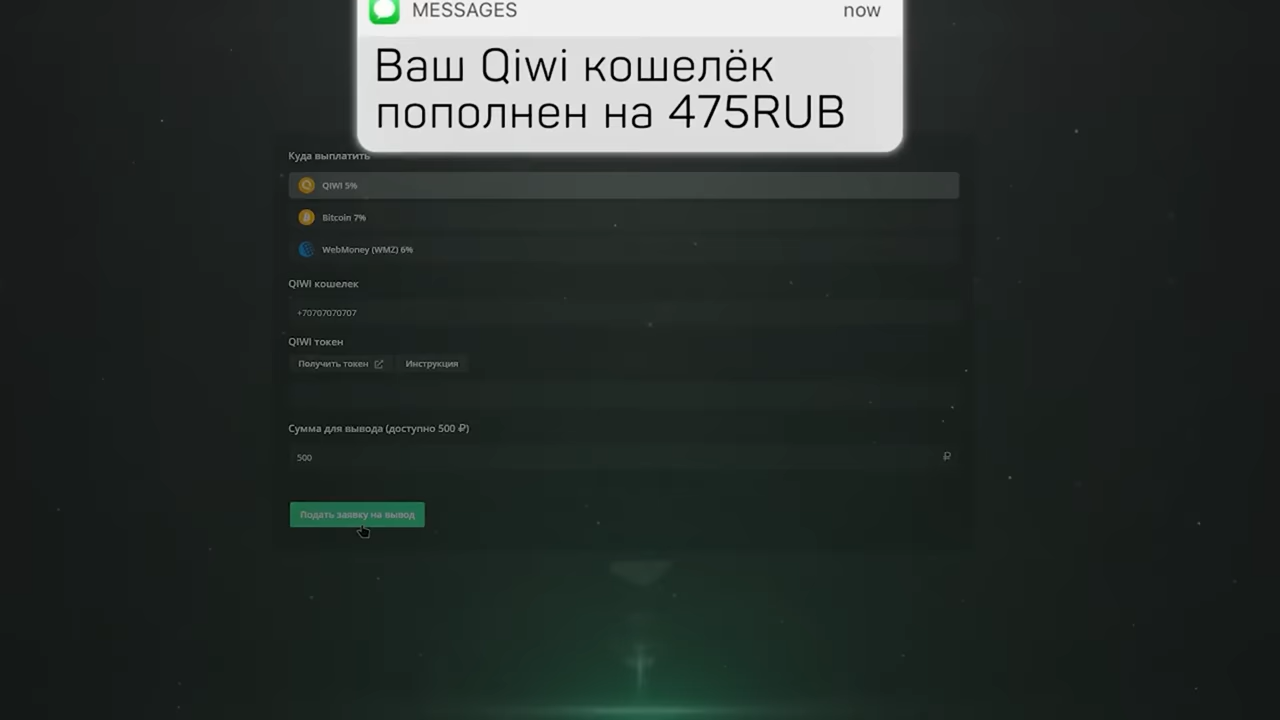 MESSAGES
now
Ваш Qiwi кошелёк
пополнен на 475RUB
Куда выплатить
QIWI 5%
Bitcoin 7%
WebMoney (WMZ) 6%
QIWI кошелек
+70707070707
QIWI токен
Получить токен
Инструкция
Сумма для вывода (доступно 500 ₽)
500
₽
Подать заявку на вывод